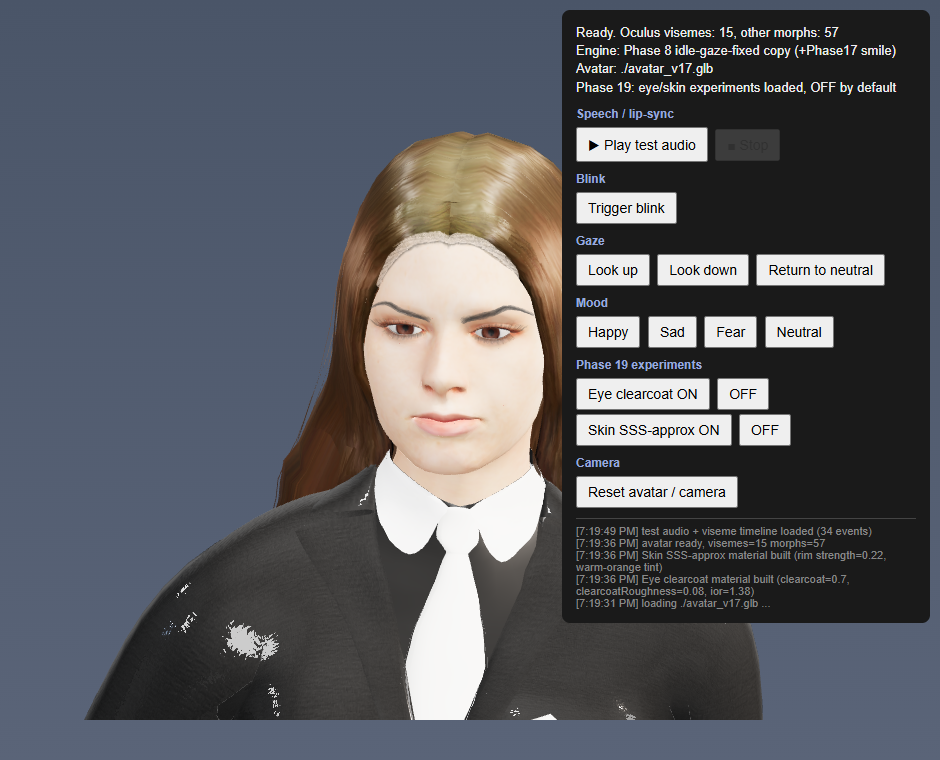 Ready. Oculus visemes: 15, other morphs: 57
Engine: Phase 8 idle-gaze-fixed copy (+Phase17 smile)
Avatar: ./avatar_v17.glb
Phase 19: eye/skin experiments loaded, OFF by default
Speech / lip-sync
▶ Play test audio ■ Stop
Blink
Trigger blink
Gaze
Look up Look down Return to neutral
Mood
Happy Sad Fear Neutral
Phase 19 experiments
Eye clearcoat ON OFF
Skin SSS-approx ON OFF
Camera
Reset avatar / camera
[7:19:49 PM] test audio + viseme timeline loaded (34 events)
[7:19:36 PM] avatar ready, visemes=15 morphs=57
[7:19:36 PM] Skin SSS-approx material built (rim strength=0.22,
warm-orange tint)
[7:19:36 PM] Eye clearcoat material built (clearcoat=0.7,
clearcoatRoughness=0.08, ior=1.38)
[7:19:31 PM] loading ./avatar_v17.glb ...